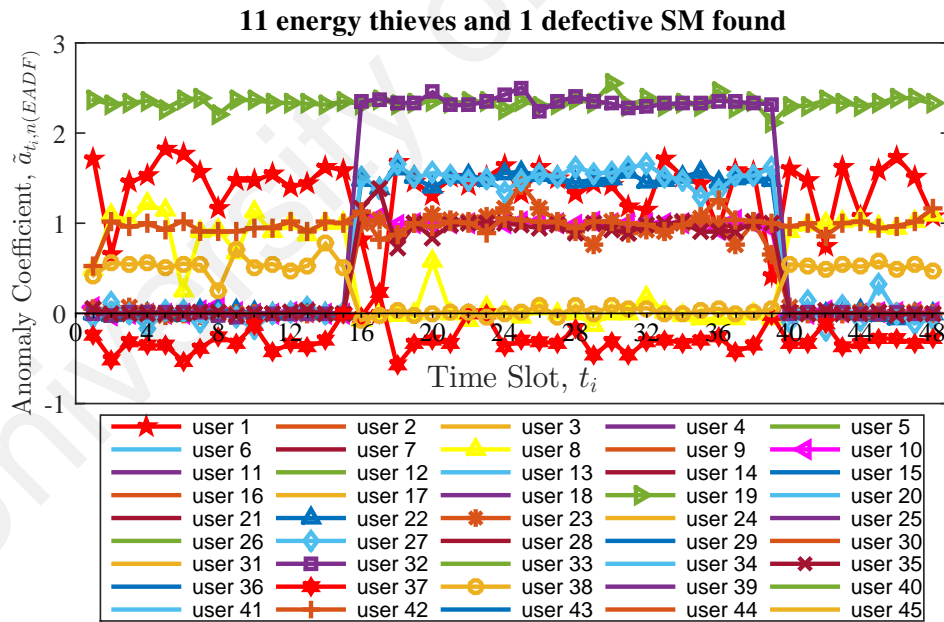 11 energy thieves and 1 defective SM found
Anomaly Coefficient, ã_{t_i,n(EADF)}
3
2
1
0
-1
0 4 8 12 16 20 24 28 32 36 40 44 48
Time Slot, t_i
user 1 user 2 user 3 user 4 user 5
user 6 user 7 user 8 user 9 user 10
user 11 user 12 user 13 user 14 user 15
user 16 user 17 user 18 user 19 user 20
user 21 user 22 user 23 user 24 user 25
user 26 user 27 user 28 user 29 user 30
user 31 user 32 user 33 user 34 user 35
user 36 user 37 user 38 user 39 user 40
user 41 user 42 user 43 user 44 user 45
University of